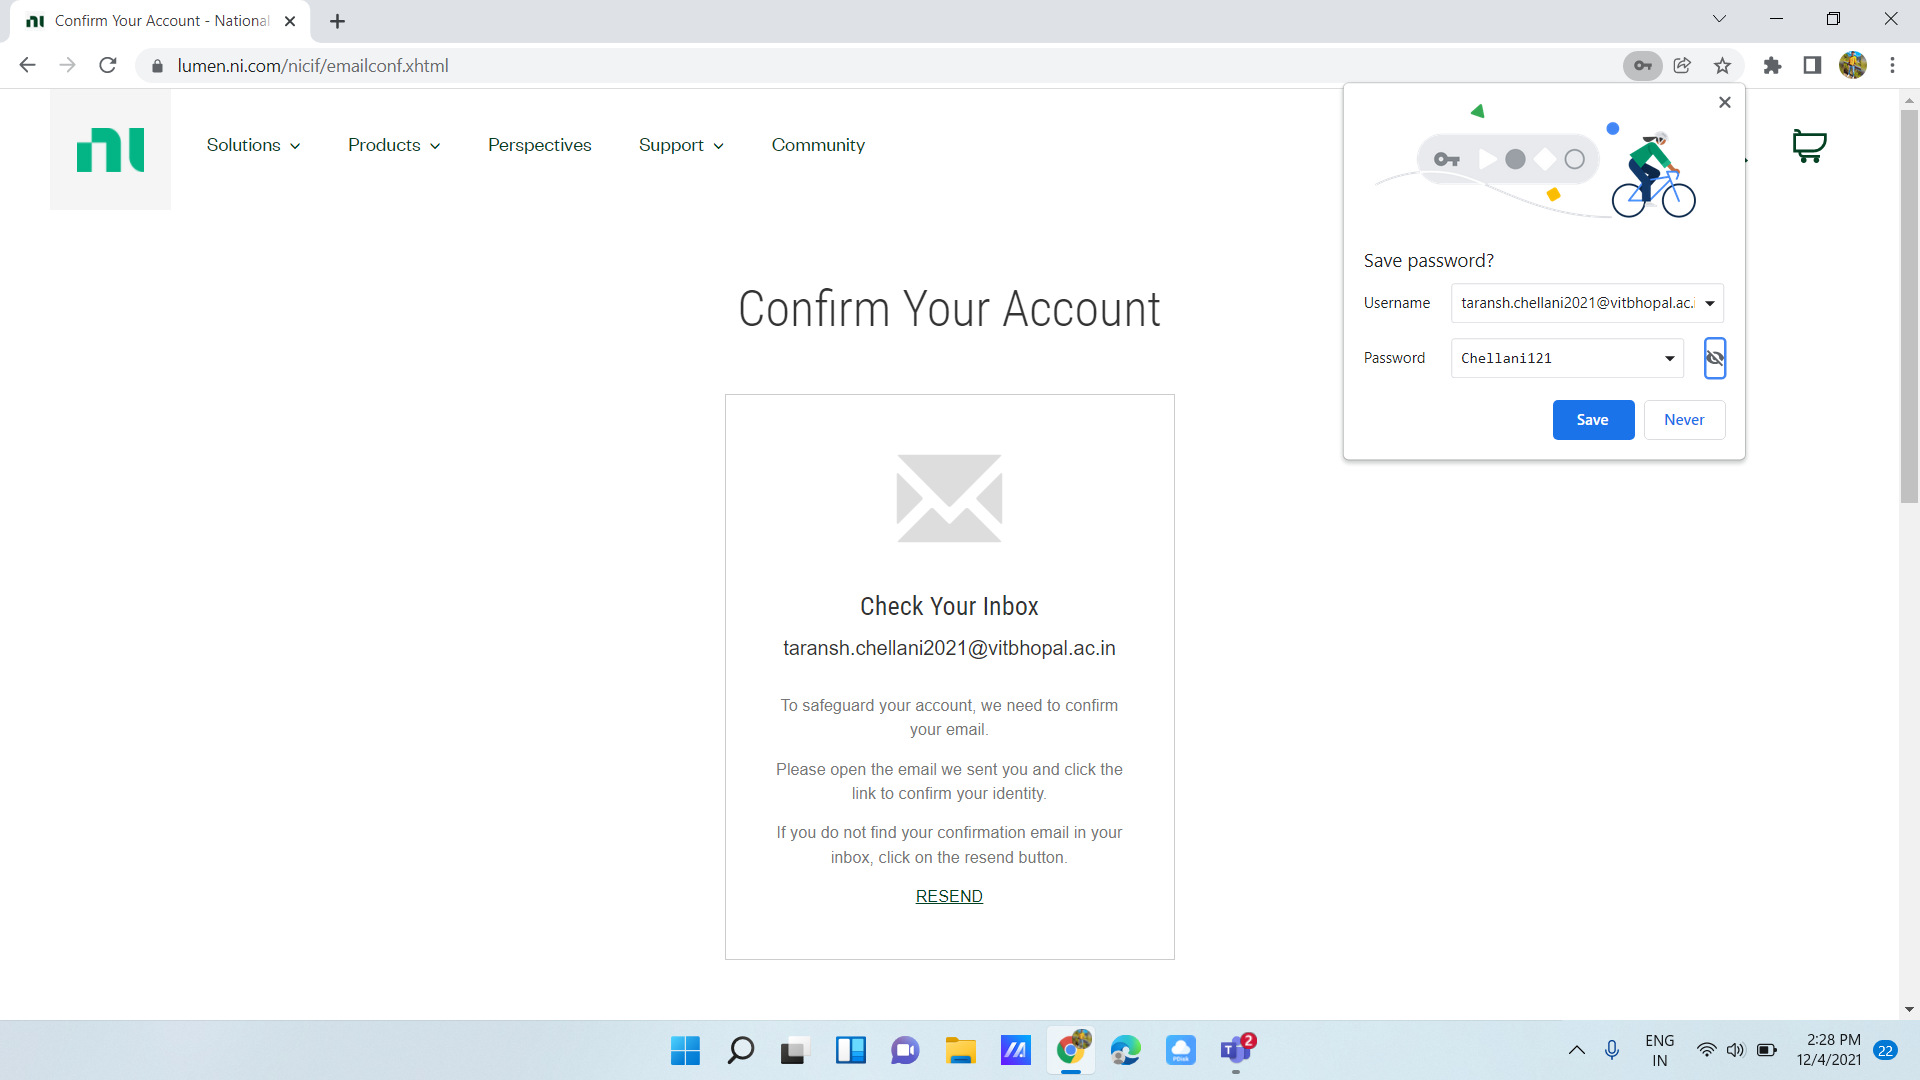 Confirm Your Account - National
lumen.ni.com/nicif/emailconf.xhtml
Solutions
Products
Perspectives
Support
Community
Save password?
Username
taransh.chellani2021@vitbhopal.ac.i
Password
Chellani121
Save
Never
Confirm Your Account
Check Your Inbox
taransh.chellani2021@vitbhopal.ac.in
To safeguard your account, we need to confirm
your email.
Please open the email we sent you and click the
link to confirm your identity.
If you do not find your confirmation email in your
inbox, click on the resend button.
RESEND
2
ENG
IN
2:28 PM
12/4/2021
22